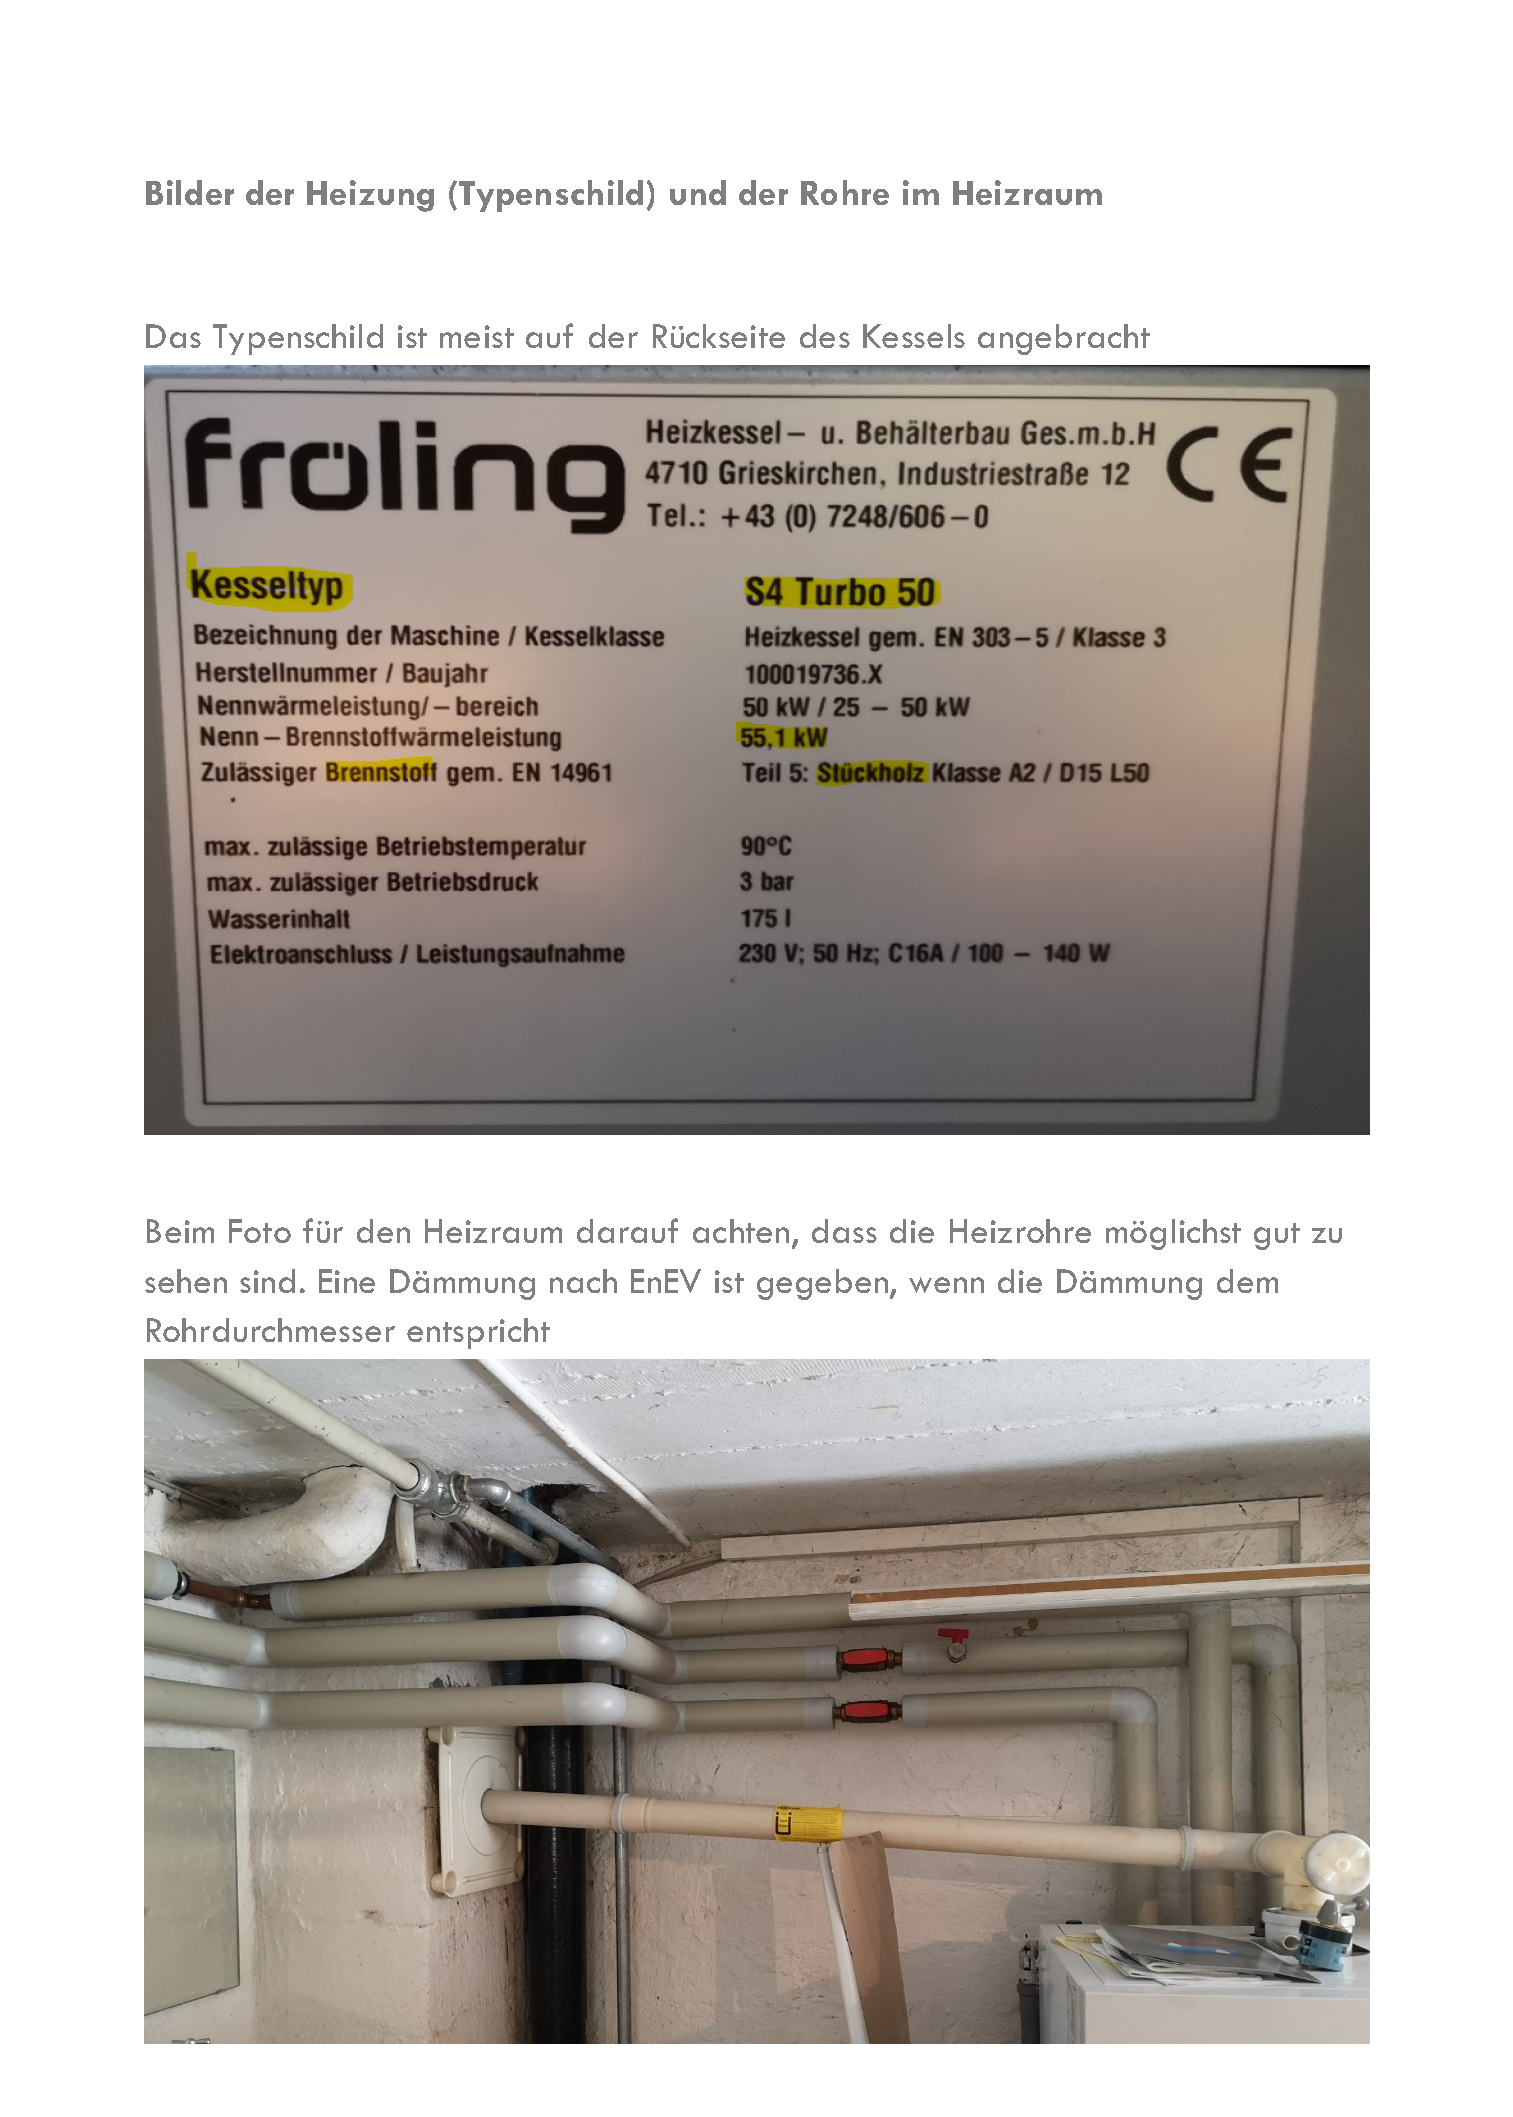 Bilder der Heizung (Typenschild) und der Rohre im Heizraum
Das Typenschild ist meist auf der Rückseite des Kessels angebracht
fröling
Heizkessel– u. Behälterbau Ges.m.b.H
4710 Grieskirchen, Industriestraße 12
Tel.: +43 (0) 7248/606–0
CE
Kesseltyp S4 Turbo 50
Bezeichnung der Maschine / Kesselklasse Heizkessel gem. EN 303–5 / Klasse 3
Herstellnummer / Baujahr 100019736.X
Nennwärmeleistung/– bereich 50 kW / 25 – 50 kW
Nenn–Brennstoffwärmeleistung 55,1 kW
Zulässiger Brennstoff gem. EN 14961 Teil 5: Stückholz Klasse A2 / D15 L50
max. zulässige Betriebstemperatur 90°C
max. zulässiger Betriebsdruck 3 bar
Wasserinhalt 175 l
Elektroanschluss / Leistungsaufnahme 230 V; 50 Hz; C16A / 100 – 140 W
Beim Foto für den Heizraum darauf achten, dass die Heizrohre möglichst gut zu
sehen sind. Eine Dämmung nach EnEV ist gegeben, wenn die Dämmung dem
Rohrdurchmesser entspricht